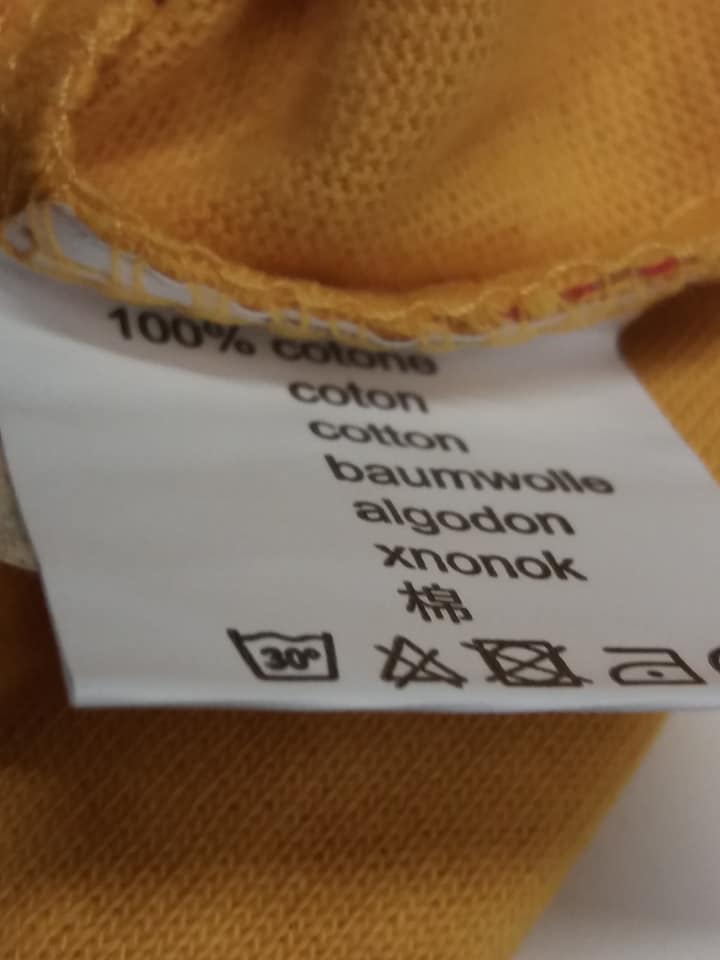 100% cotone
coton
cotton
baumwolle
algodon
xnonok
棉
30°